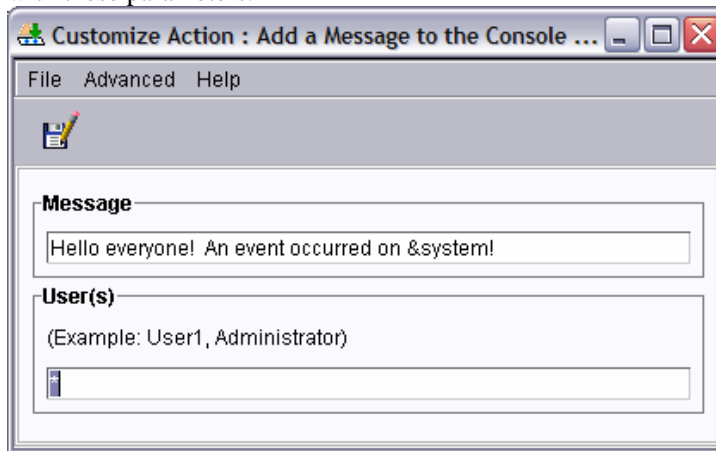 Customize Action : Add a Message to the Console ...
File Advanced Help
Message
Hello everyone! An event occurred on &system!
User(s)
(Example: User1, Administrator)
*